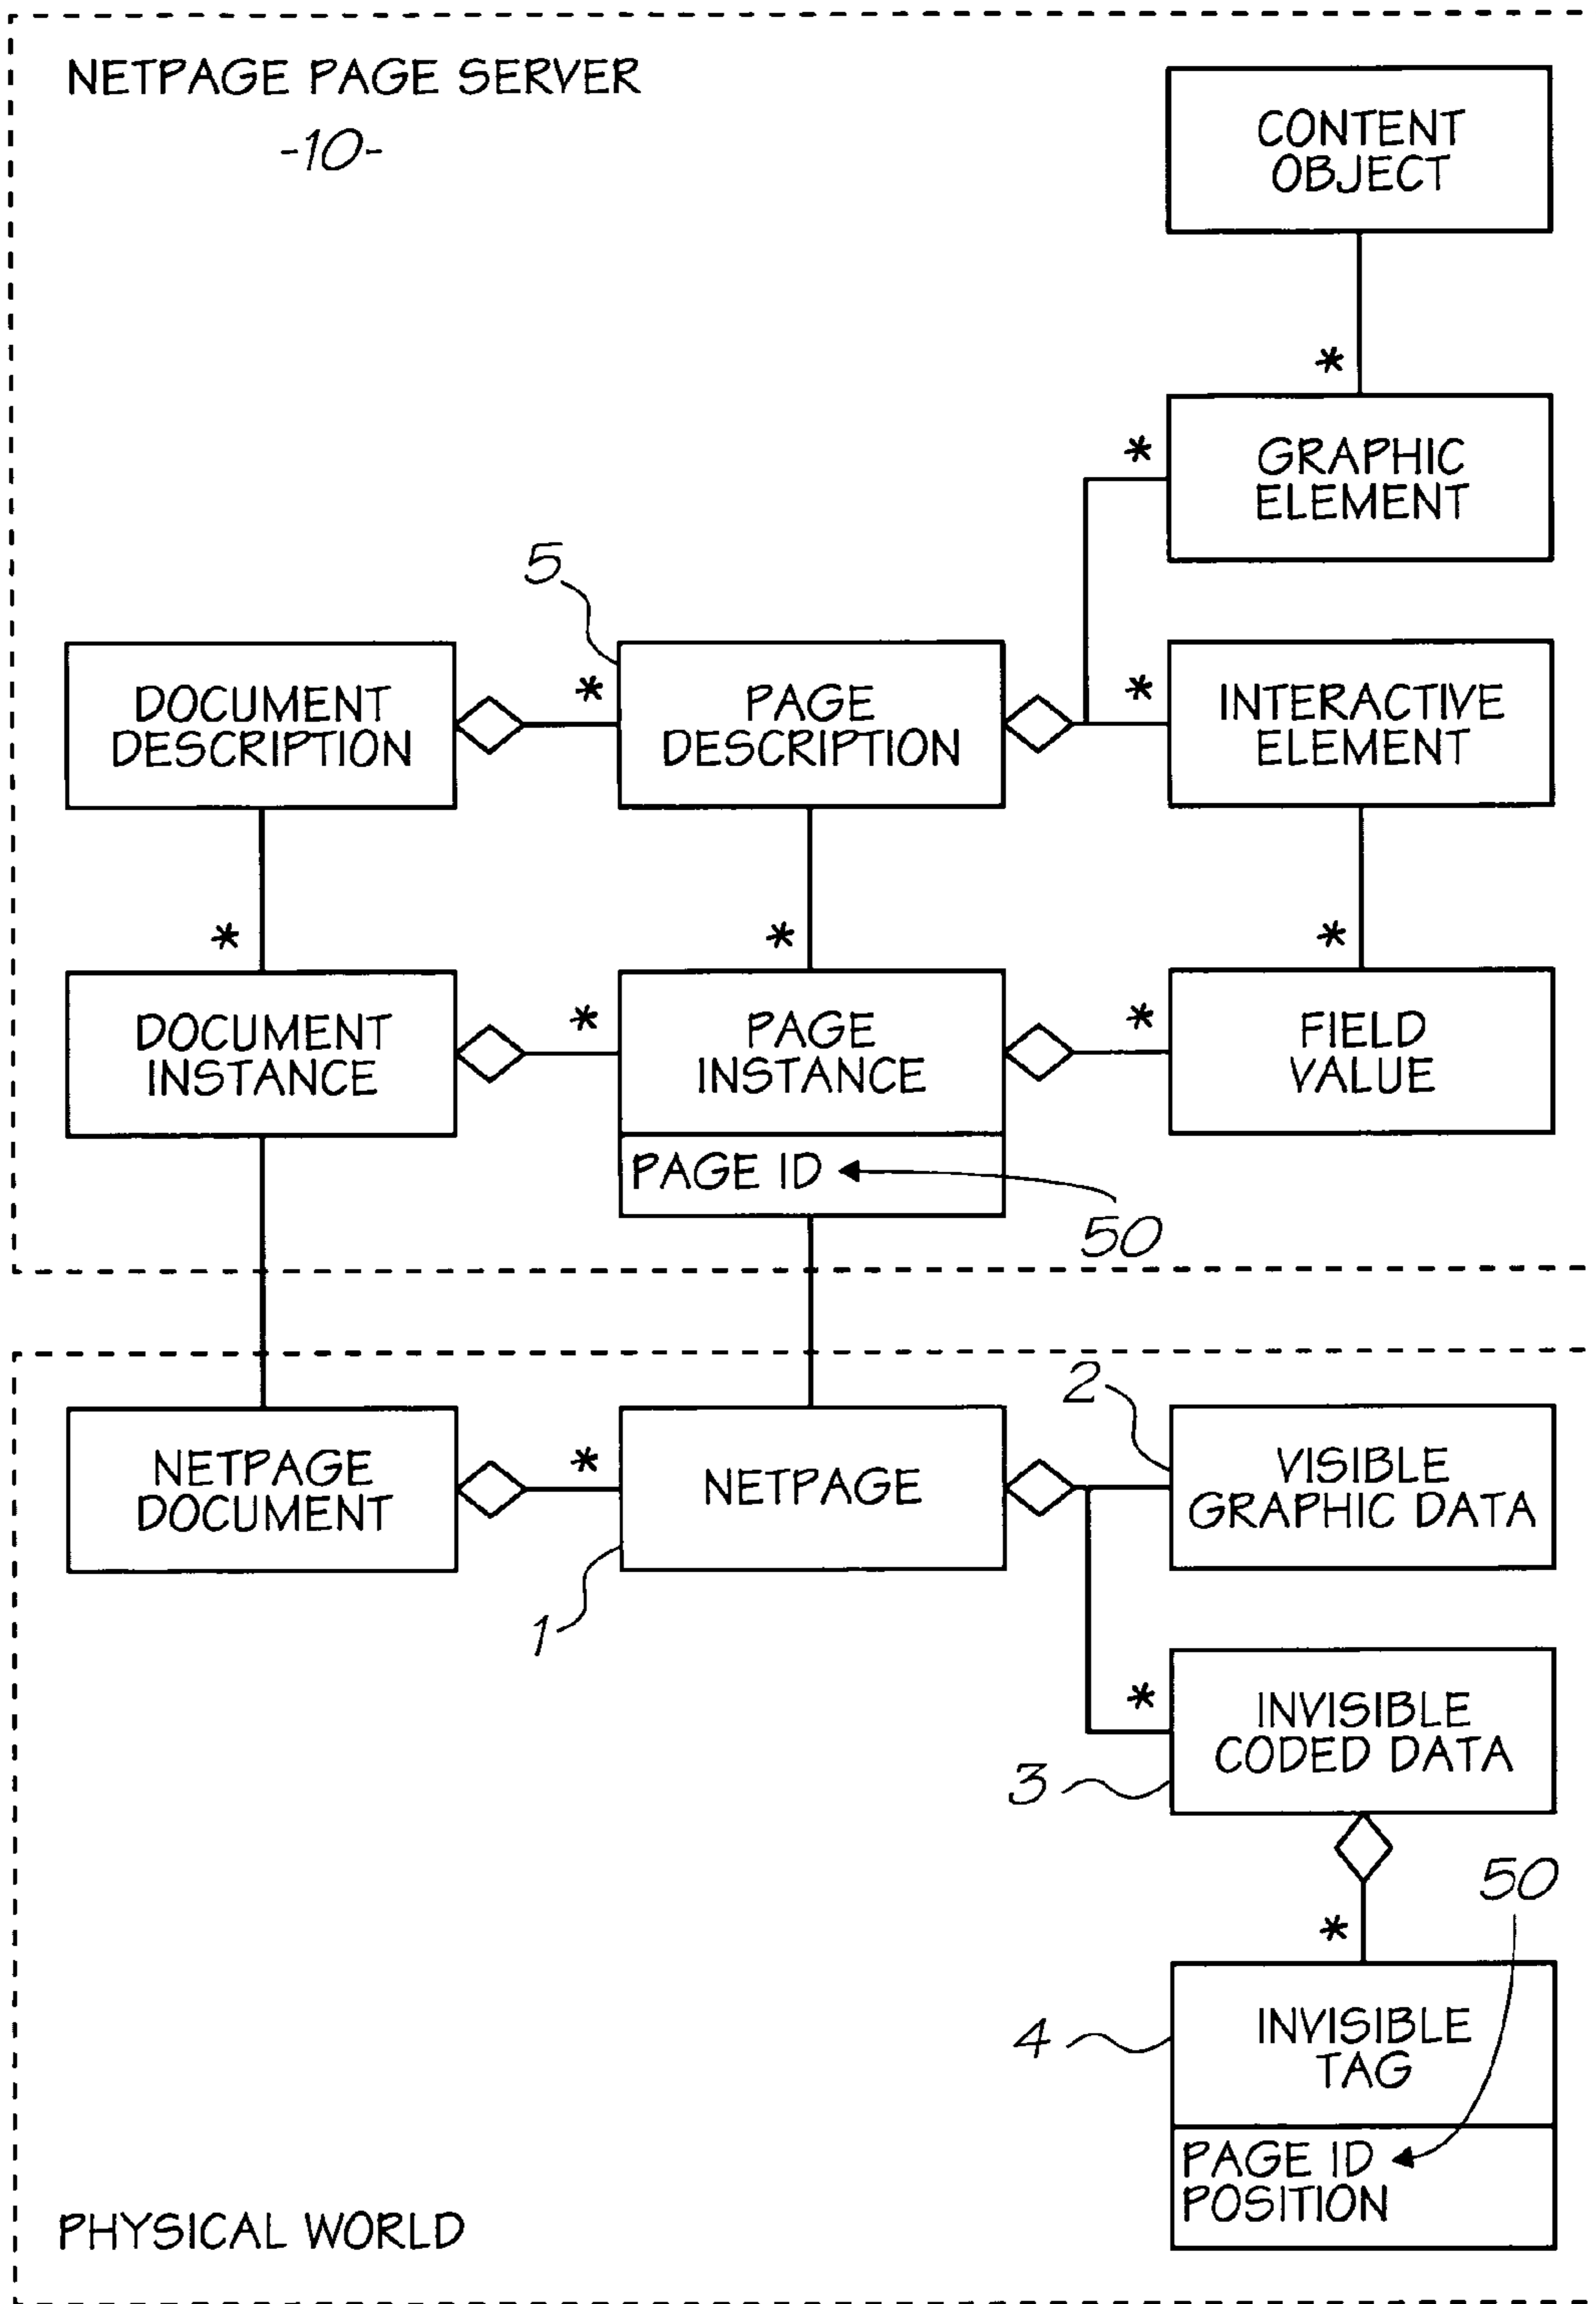 NETPAGE PAGE SERVER
-10-
CONTENT
OBJECT
*
*
GRAPHIC
ELEMENT
5
DOCUMENT
DESCRIPTION
*
PAGE
DESCRIPTION
*
INTERACTIVE
ELEMENT
*
*
*
DOCUMENT
INSTANCE
*
PAGE
INSTANCE
*
FIELD
VALUE
PAGE ID
50
NETPAGE
DOCUMENT
*
NETPAGE
1
2
VISIBLE
GRAPHIC DATA
*
INVISIBLE
CODED DATA
3
*
50
4
INVISIBLE
TAG
PAGE ID
POSITION
PHYSICAL WORLD